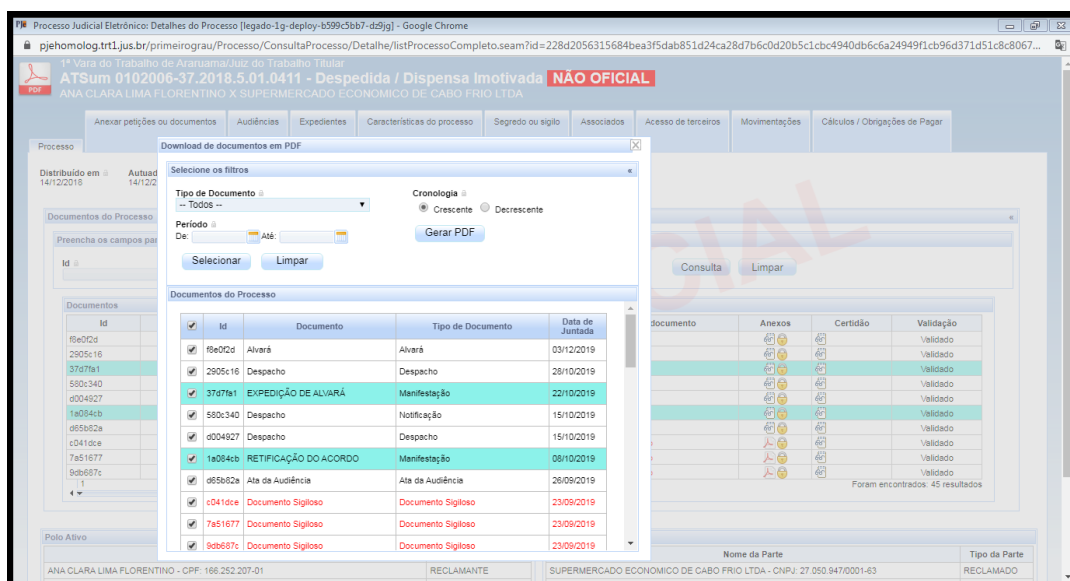 Processo Judicial Eletrônico: Detalhes do Processo [legado-1g-deploy-b599c5bb7-dz9jg] - Google Chrome
pjehomolog.trt1.jus.br/primeirograu/Processo/ConsultaProcesso/Detalhe/listProcessoCompleto.seam?id=228d2056315684bea3f5dab851d24ca28d7b6c0d20b5c1cbc4940db6c6a24949f1cb96d371d51c8c8067...
1ª Vara do Trabalho de Araruama/Juiz do Trabalho Titular
ATSum 0102006-37.2018.5.01.0411 - Despedida / Dispensa Imotivada NÃO OFICIAL
ANA CLARA LIMA FLORENTINO X SUPERMERCADO ECONOMICO DE CABO FRIO LTDA
PDF
Anexar petições ou documentos Audiências Expedientes Características do processo Segredo ou sigilo Associados Acesso de terceiros Movimentações Cálculos / Obrigações de Pagar
Processo
Download de documentos em PDF
Distribuído em
14/12/2018
Selecione os filtros
Tipo de Documento
-- Todos --
Cronologia
Crescente Decrescente
Período
De: Até:
Gerar PDF
Selecionar Limpar
Documentos do Processo
Id
Consulta Limpar
Documentos do Processo
Id Documento Tipo de Documento Data de Juntada
f8e0f2d Alvará Alvará 03/12/2019
2905c16 Despacho Despacho 28/10/2019
37d7fa1 EXPEDIÇÃO DE ALVARÁ Manifestação 22/10/2019
580c340 Despacho Notificação 15/10/2019
d004927 Despacho Despacho 15/10/2019
1a084cb RETIFICAÇÃO DO ACORDO Manifestação 08/10/2019
d65b82a Ata da Audiência Ata da Audiência 26/09/2019
c041dce Documento Sigiloso Documento Sigiloso 23/09/2019
7a51677 Documento Sigiloso Documento Sigiloso 23/09/2019
9db687c Documento Sigiloso Documento Sigiloso 23/09/2019
Documentos
Id documento Anexos Certidão Validação
f8e0f2d Validado
2905c16 Validado
37d7fa1 Validado
580c340 Validado
d004927 Validado
1a084cb Validado
d65b82a Validado
c041dce Validado
7a51677 Validado
9db687c Validado
1
Foram encontrados: 45 resultados
Polo Ativo
Nome da Parte Tipo da Parte
ANA CLARA LIMA FLORENTINO - CPF: 166.252.207-01 RECLAMANTE
SUPERMERCADO ECONOMICO DE CABO FRIO LTDA - CNPJ: 27.050.947/0001-63 RECLAMADO